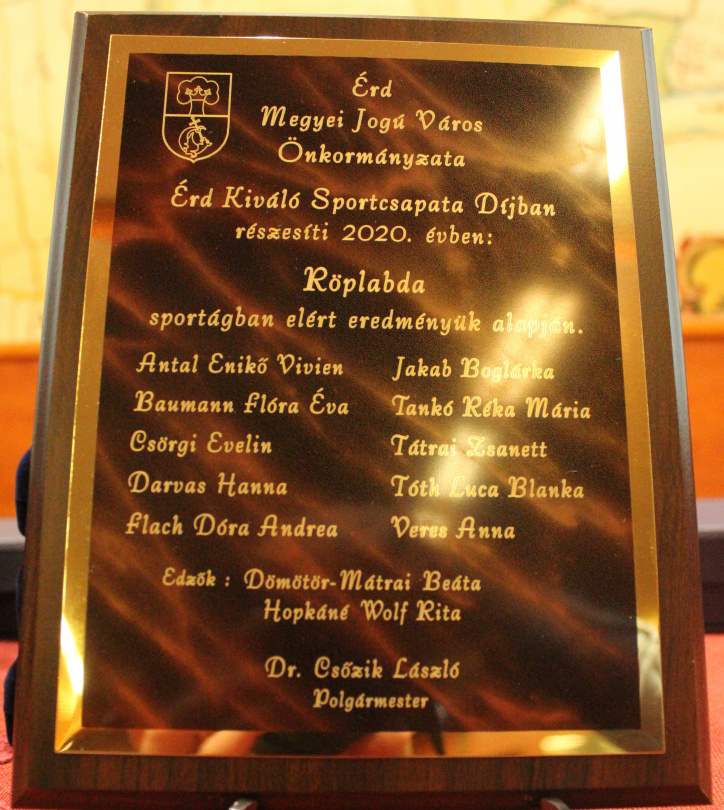 Érd
Megyei Jogú Város
Önkormányzata
Érd Kiváló Sportcsapata Díjban
részesíti 2020. évben:
Röplabda
sportágban elért eredményük alapján.
Antal Enikő Vivien
Baumann Flóra Éva
Csörgi Evelin
Darvas Hanna
Flach Dóra Andrea
Jakab Boglárka
Tankó Réka Mária
Tátrai Zsanett
Tóth Luca Blanka
Veres Anna
Edzők : Dömötör-Mátrai Beáta
Hopkáné Wolf Rita
Dr. Csőzik László
Polgármester